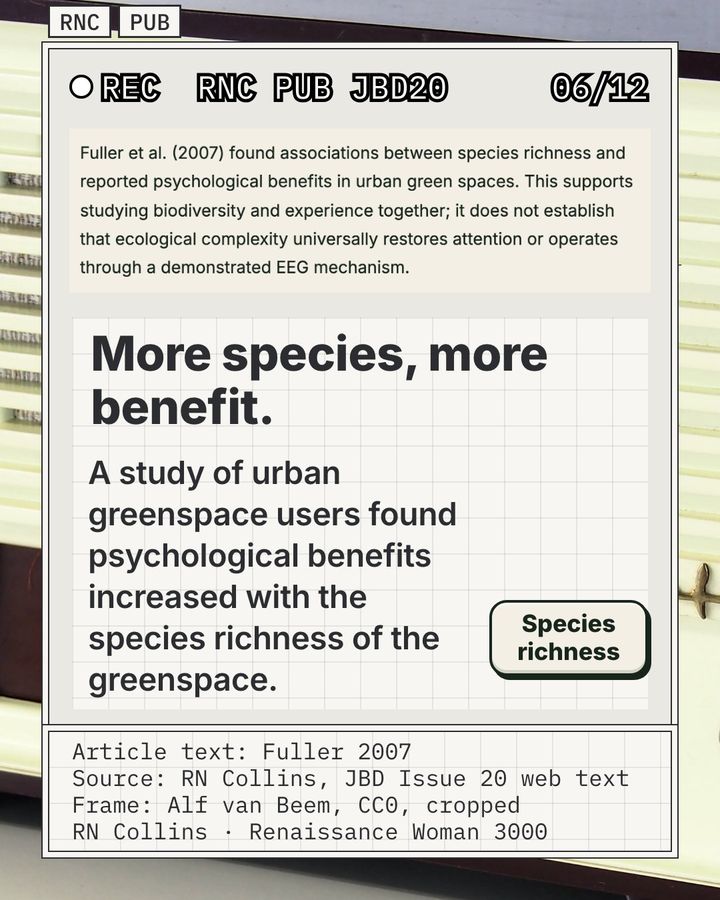 RNC PUB
REC RNC PUB JBD20 06/12
Fuller et al. (2007) found associations between species richness and
reported psychological benefits in urban green spaces. This supports
studying biodiversity and experience together; it does not establish
that ecological complexity universally restores attention or operates
through a demonstrated EEG mechanism.
More species, more
benefit.
A study of urban
greenspace users found
psychological benefits
increased with the
species richness of the
greenspace.
Species
richness
Article text: Fuller 2007
Source: RN Collins, JBD Issue 20 web text
Frame: Alf van Beem, CC0, cropped
RN Collins · Renaissance Woman 3000